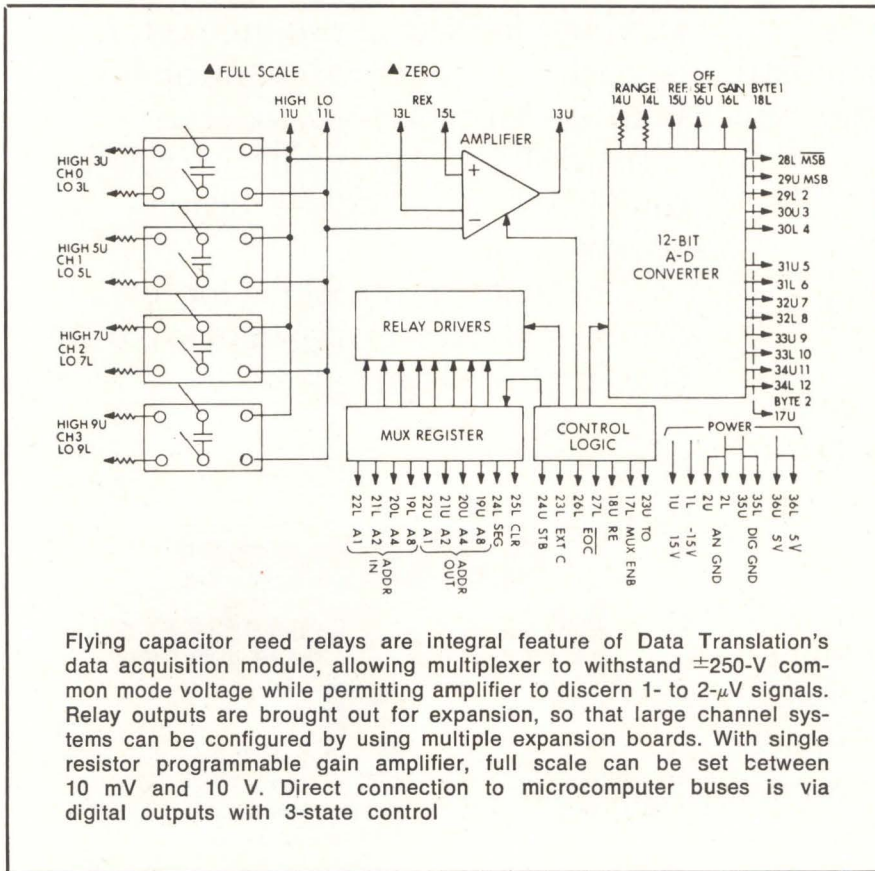 ▲ FULL SCALE
▲ ZERO
HIGH
11U
LO
11L
REX
13L
15L
13U
AMPLIFIER
+
−
RANGE
14U
14L
REF.
15U
OFF
SET
16U
GAIN
16L
BYTE 1
18L
HIGH 3U
CH 0
LO 3L
HIGH 5U
CH 1
LO 5L
HIGH 7U
CH 2
LO 7L
HIGH 9U
CH 3
LO 9L
12-BIT
A-D
CONVERTER
28L M̅S̅B̅
29U MSB
29L 2
30U 3
30L 4
31U 5
31L 6
32U 7
32L 8
33U 9
33L 10
34U 11
34L 12
BYTE 2
17U
RELAY DRIVERS
MUX REGISTER
CONTROL
LOGIC
POWER
22L A1
21L A2
20L A4
19L A8
ADDR
IN
22U A1
21U A2
20U A4
19U A8
ADDR
OUT
24L SEG
25L CLR
24U STB
23L EXT C
26L
27L E̅O̅C̅
18U RE
17L MUX ENB
23U TO
1U 15 V
1L -15 V
2U
2L
AN GND
35U
35L
DIG GND
36U 5 V
36L 5 V
Flying capacitor reed relays are integral feature of Data Translation's
data acquisition module, allowing multiplexer to withstand ±250-V com-
mon mode voltage while permitting amplifier to discern 1- to 2-μV signals.
Relay outputs are brought out for expansion, so that large channel sys-
tems can be configured by using multiple expansion boards. With single
resistor programmable gain amplifier, full scale can be set between
10 mV and 10 V. Direct connection to microcomputer buses is via
digital outputs with 3-state control